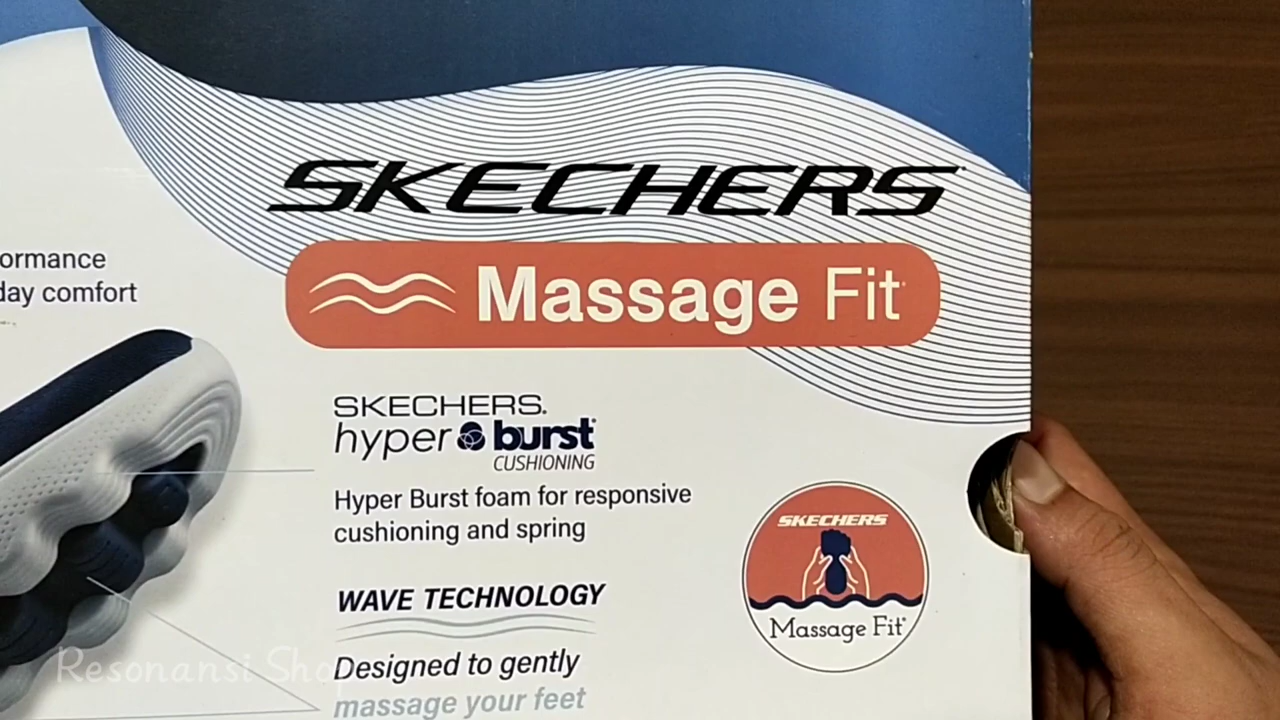 SKECHERS
Massage Fit
ormance
day comfort
SKECHERS.
hyper burst
CUSHIONING
Hyper Burst foam for responsive
cushioning and spring
WAVE TECHNOLOGY
Designed to gently
massage your feet
SKECHERS
Massage Fit
Resonansi Shop